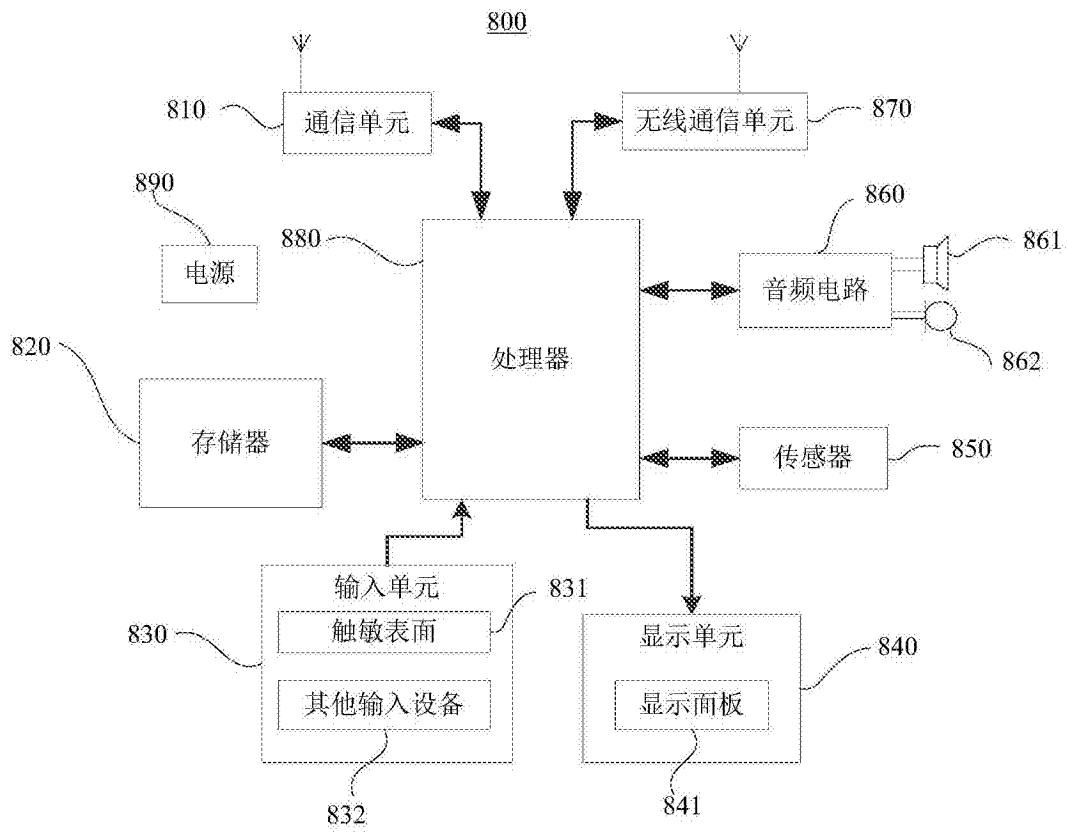 800
810
通信单元
无线通信单元
870
890
电源
880
860
861
音频电路
862
820
处理器
存储器
传感器
850
输入单元
831
830
触敏表面
其他输入设备
832
显示单元
840
显示面板
841